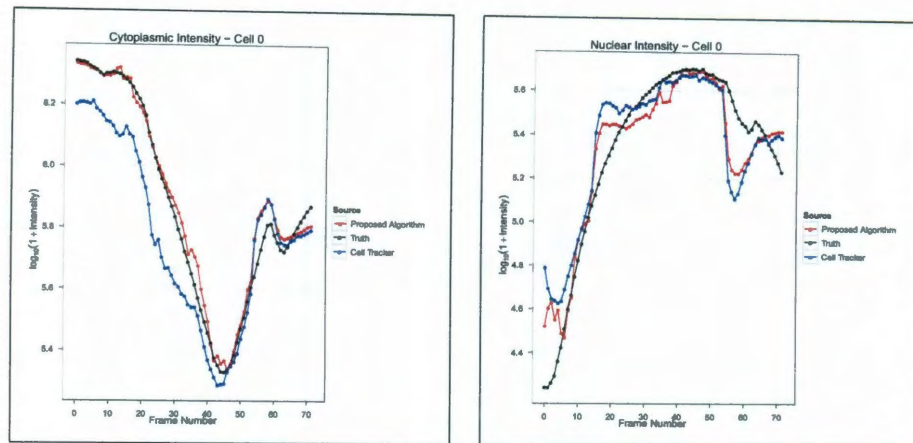 Cytoplasmic Intensity – Cell 0
log₁₀(1 + Intensity)
6.2
6.0
5.8
5.6
5.4
0 10 20 30 40 50 60 70
Frame Number
Source
Proposed Algorithm
Truth
Cell Tracker
Nuclear Intensity – Cell 0
log₁₀(1 + Intensity)
5.6
5.4
5.2
5.0
4.8
4.6
4.4
0 10 20 30 40 50 60 70
Frame Number
Source
Proposed Algorithm
Truth
Cell Tracker